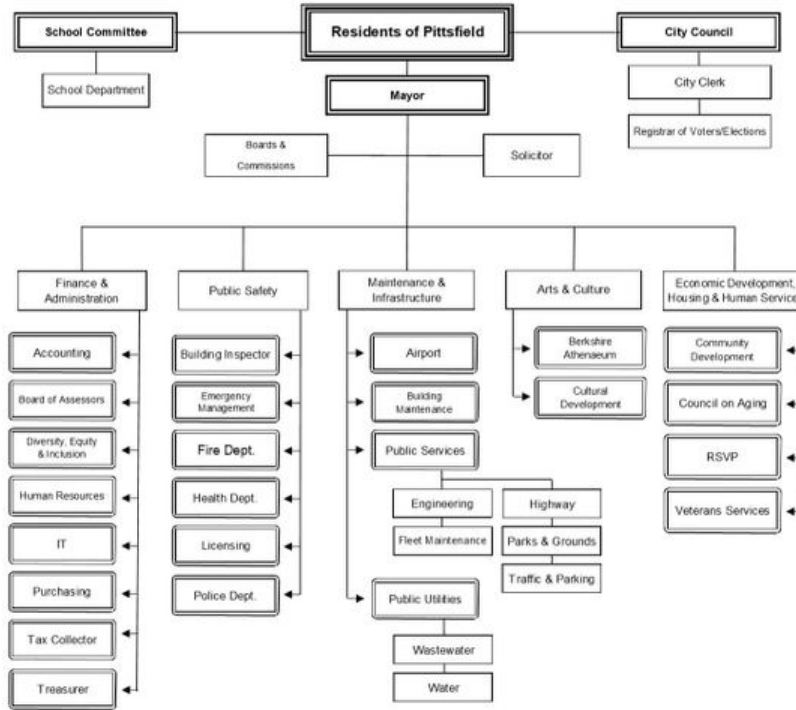 School Committee
Residents of Pittsfield
City Council
School Department
Mayor
City Clerk
Registrar of Voters/Elections
Boards &
Commissions
Solicitor
Finance &
Administration
Public Safety
Maintenance &
Infrastructure
Arts & Culture
Economic Development,
Housing & Human Service
Accounting
Board of Assessors
Diversity, Equity
& Inclusion
Human Resources
IT
Purchasing
Tax Collector
Treasurer
Building Inspector
Emergency
Management
Fire Dept.
Health Dept.
Licensing
Police Dept.
Airport
Building
Maintenance
Public Services
Engineering
Fleet Maintenance
Highway
Parks & Grounds
Traffic & Parking
Public Utilities
Wastewater
Water
Berkshire
Athenaeum
Cultural
Development
Community
Development
Council on Aging
RSVP
Veterans Services